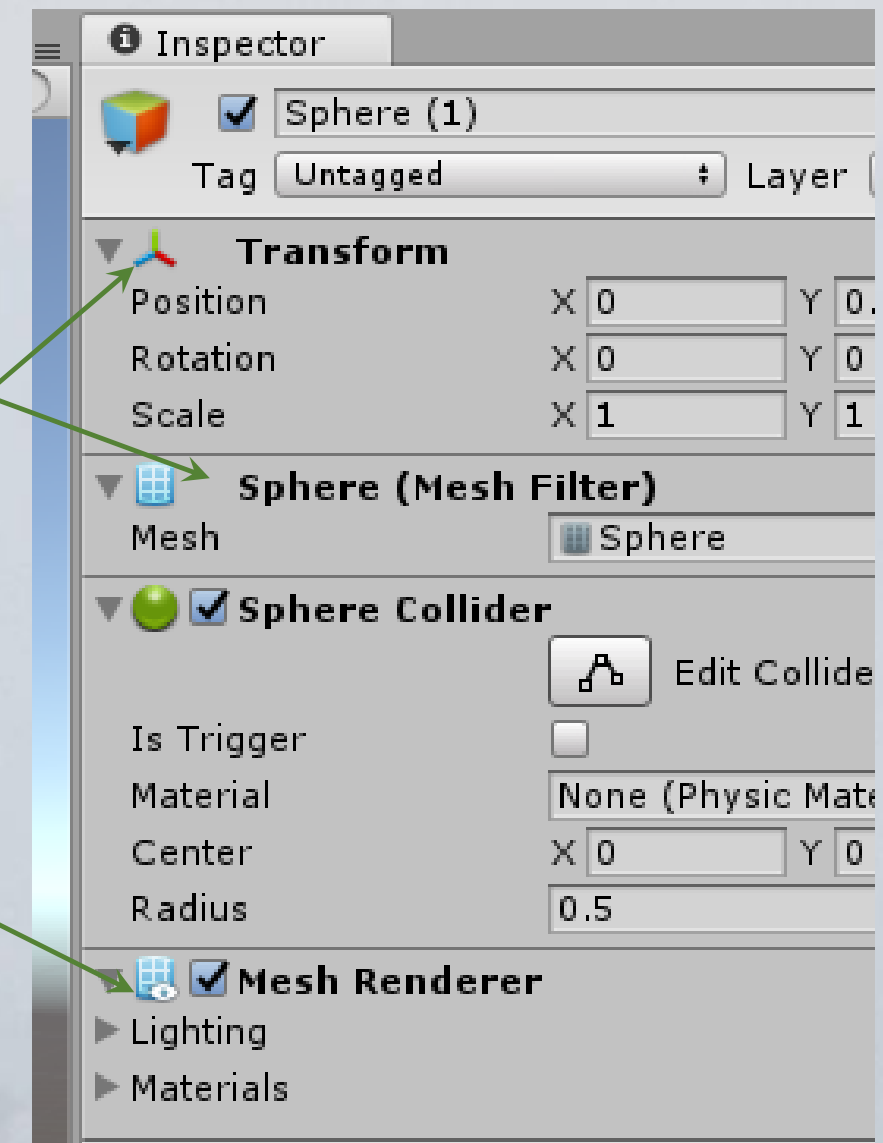 Inspector
Sphere (1)
Tag Untagged Layer
Transform
Position X 0 Y 0.
Rotation X 0 Y 0
Scale X 1 Y 1
Sphere (Mesh Filter)
Mesh Sphere
Sphere Collider
Edit Collide
Is Trigger
Material None (Physic Mate
Center X 0 Y 0
Radius 0.5
Mesh Renderer
Lighting
Materials